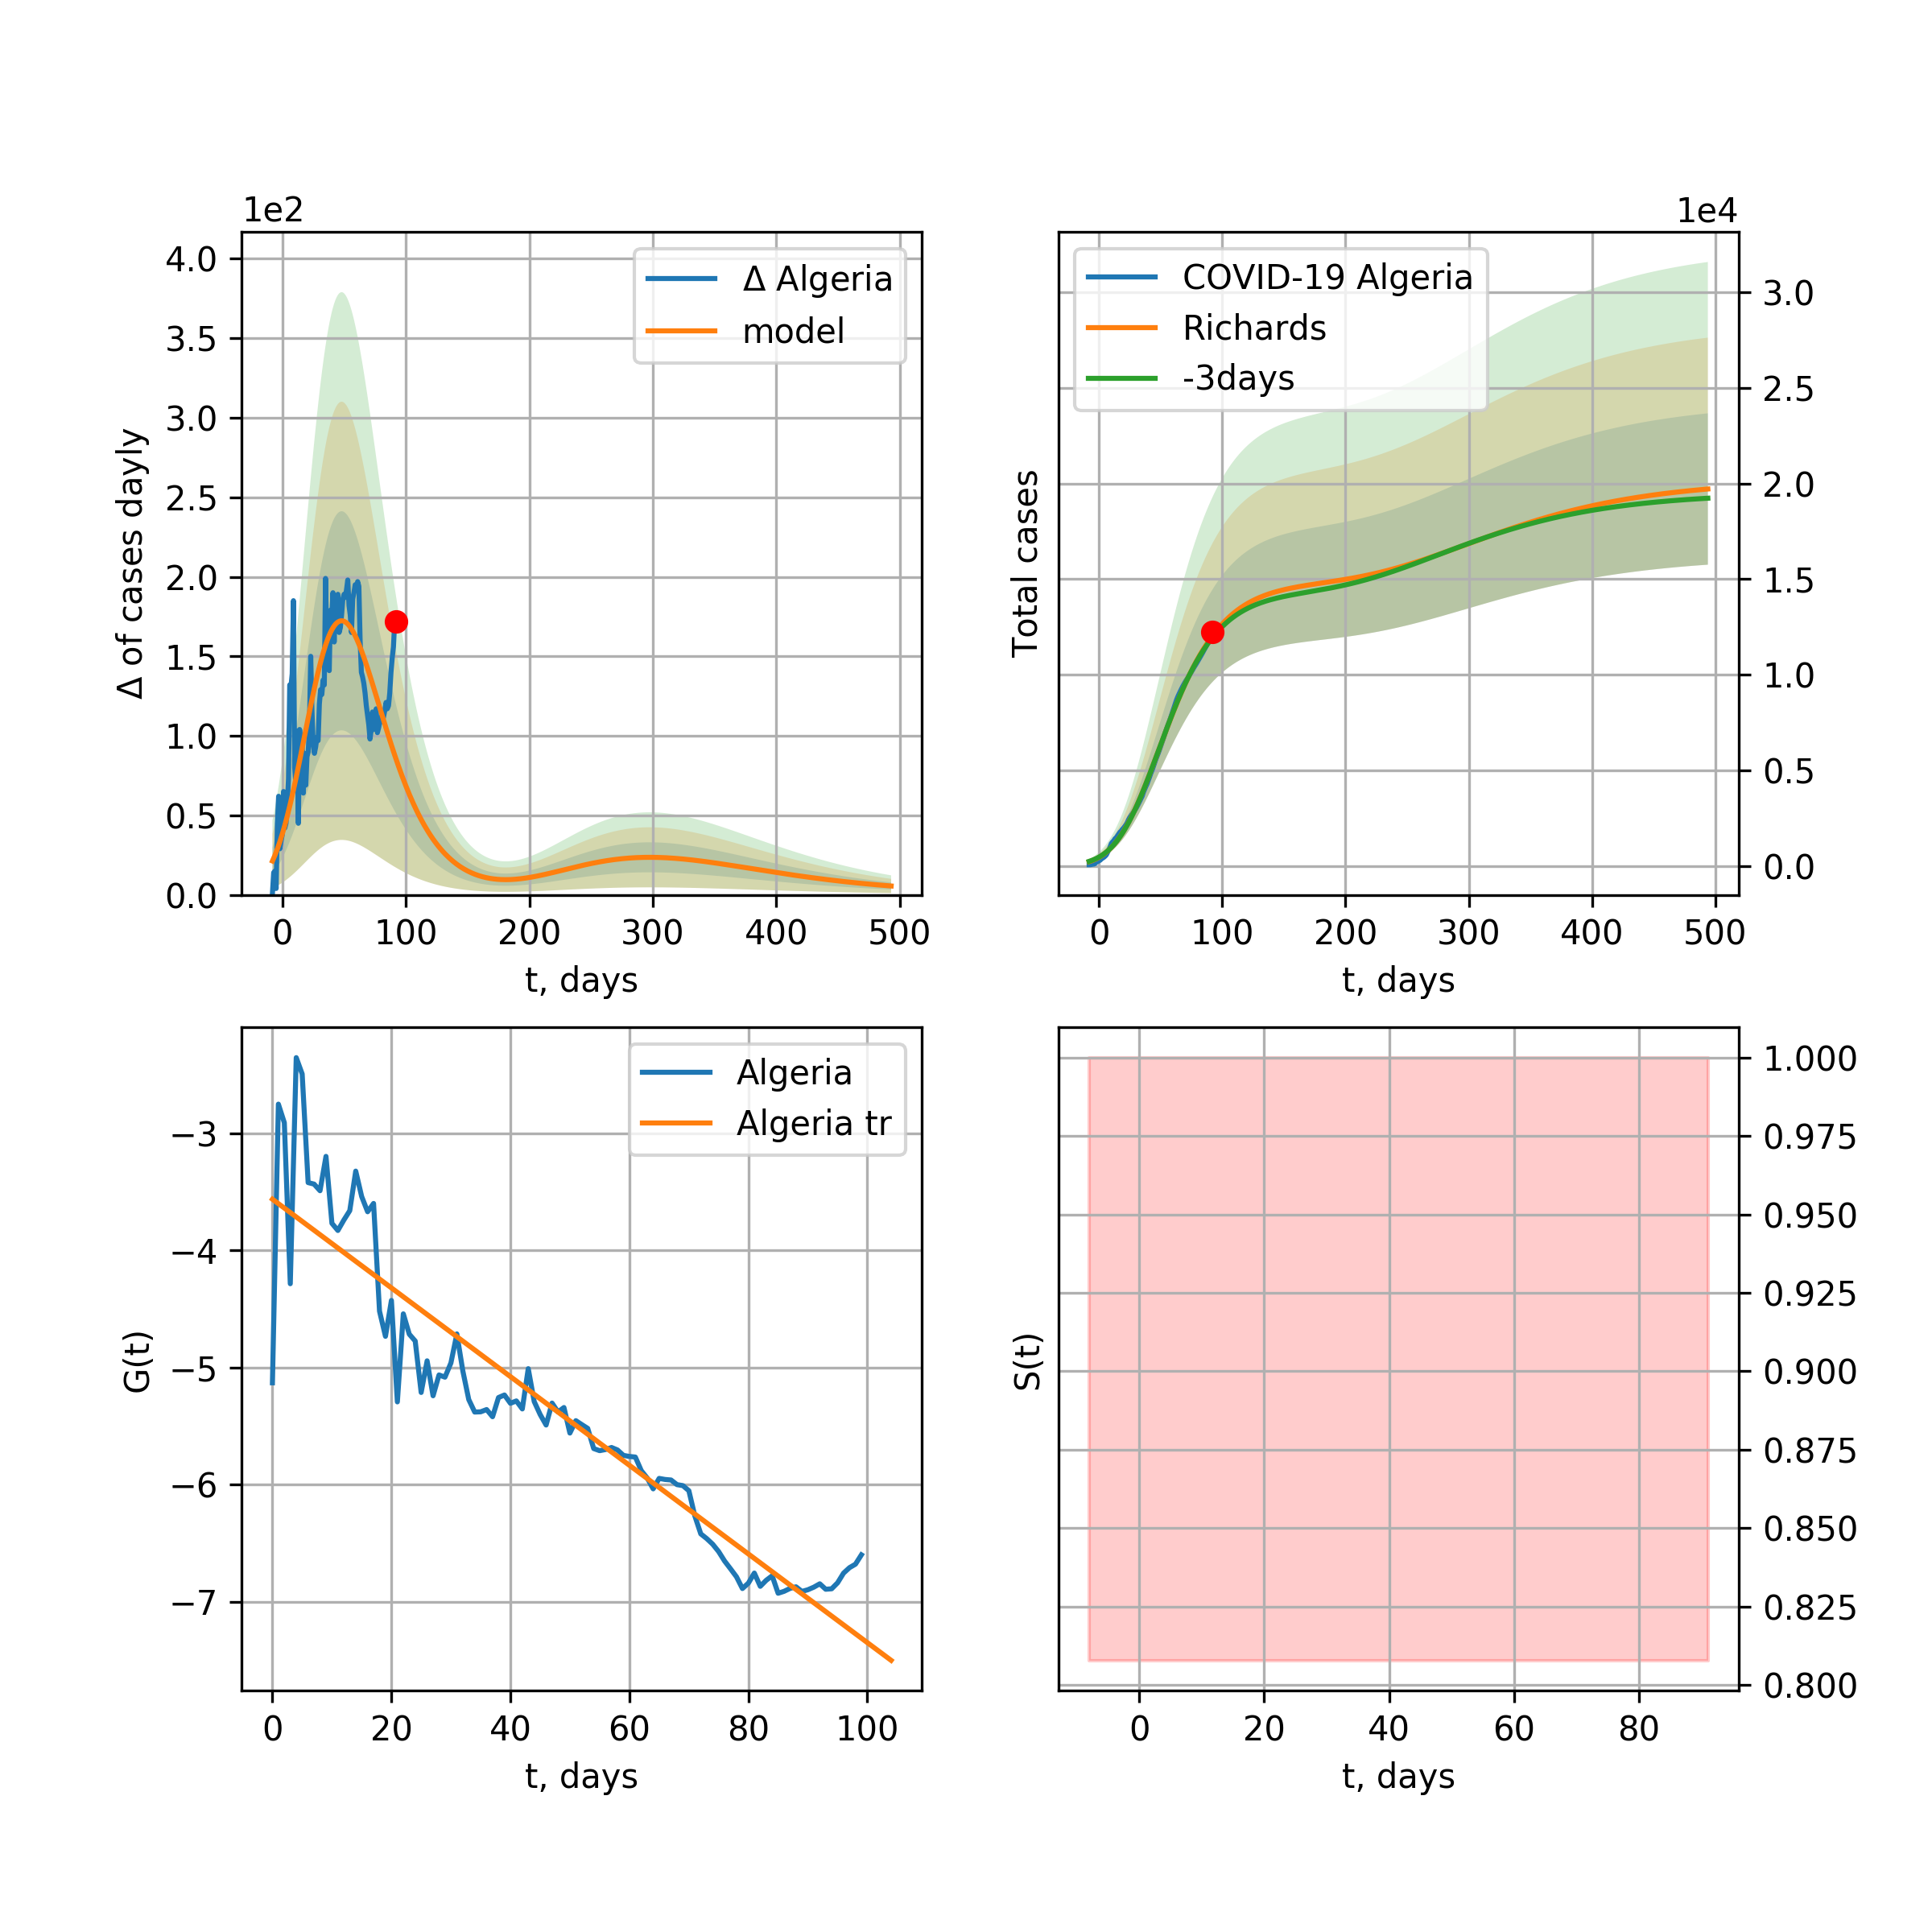 1e2
4.0
3.5
3.0
2.5
2.0
1.5
1.0
0.5
0.0
Δ of cases dayly
Δ Algeria
model
0 100 200 300 400 500
t, days
1e4
COVID-19 Algeria
Richards
-3days
Total cases
3.0
2.5
2.0
1.5
1.0
0.5
0.0
0 100 200 300 400 500
t, days
−3
−4
−5
−6
−7
G(t)
Algeria
Algeria tr
0 20 40 60 80 100
t, days
S(t)
1.000
0.975
0.950
0.925
0.900
0.875
0.850
0.825
0.800
0 20 40 60 80
t, days